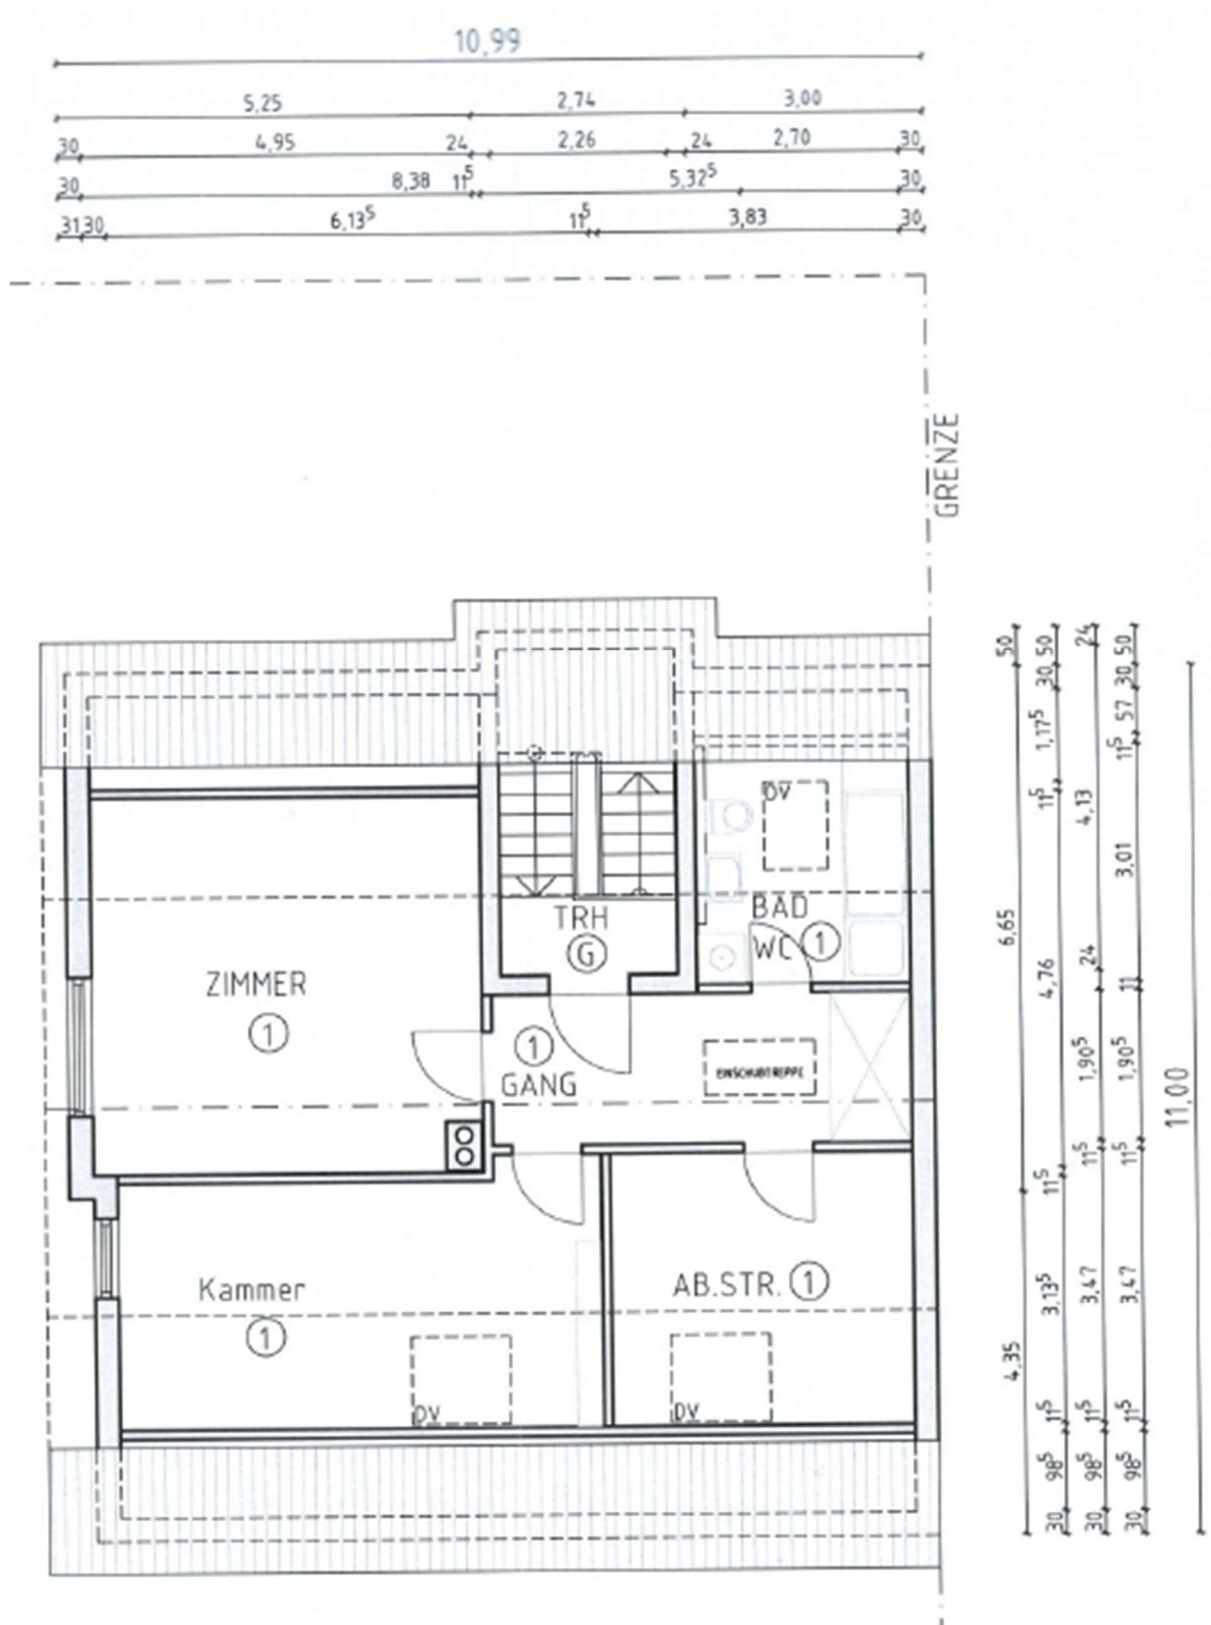 10,99
5,25 2,74 3,00
30 4,95 24 2,26 24 2,70 30
30 8,38 11⁵ 5,32⁵ 30
31 30 6,13⁵ 11⁵ 3,83 30
GRENZE
50 6,65 4,35
50 30 1,17⁵ 11⁵ 4,76 11⁵ 3,13⁵ 11⁵ 98⁵ 30
24 4,13 24 1,90⁵ 11⁵ 3,47 11⁵ 98⁵ 30
50 30 57 11⁵ 3,01 11 1,90⁵ 11⁵ 3,47 11⁵ 98⁵ 30
11,00
DV
BAD
WC 1
TRH
G
ZIMMER
1
1
GANG
EINSCHUBTREPPE
Kammer
1
AB.STR. 1
DV
DV